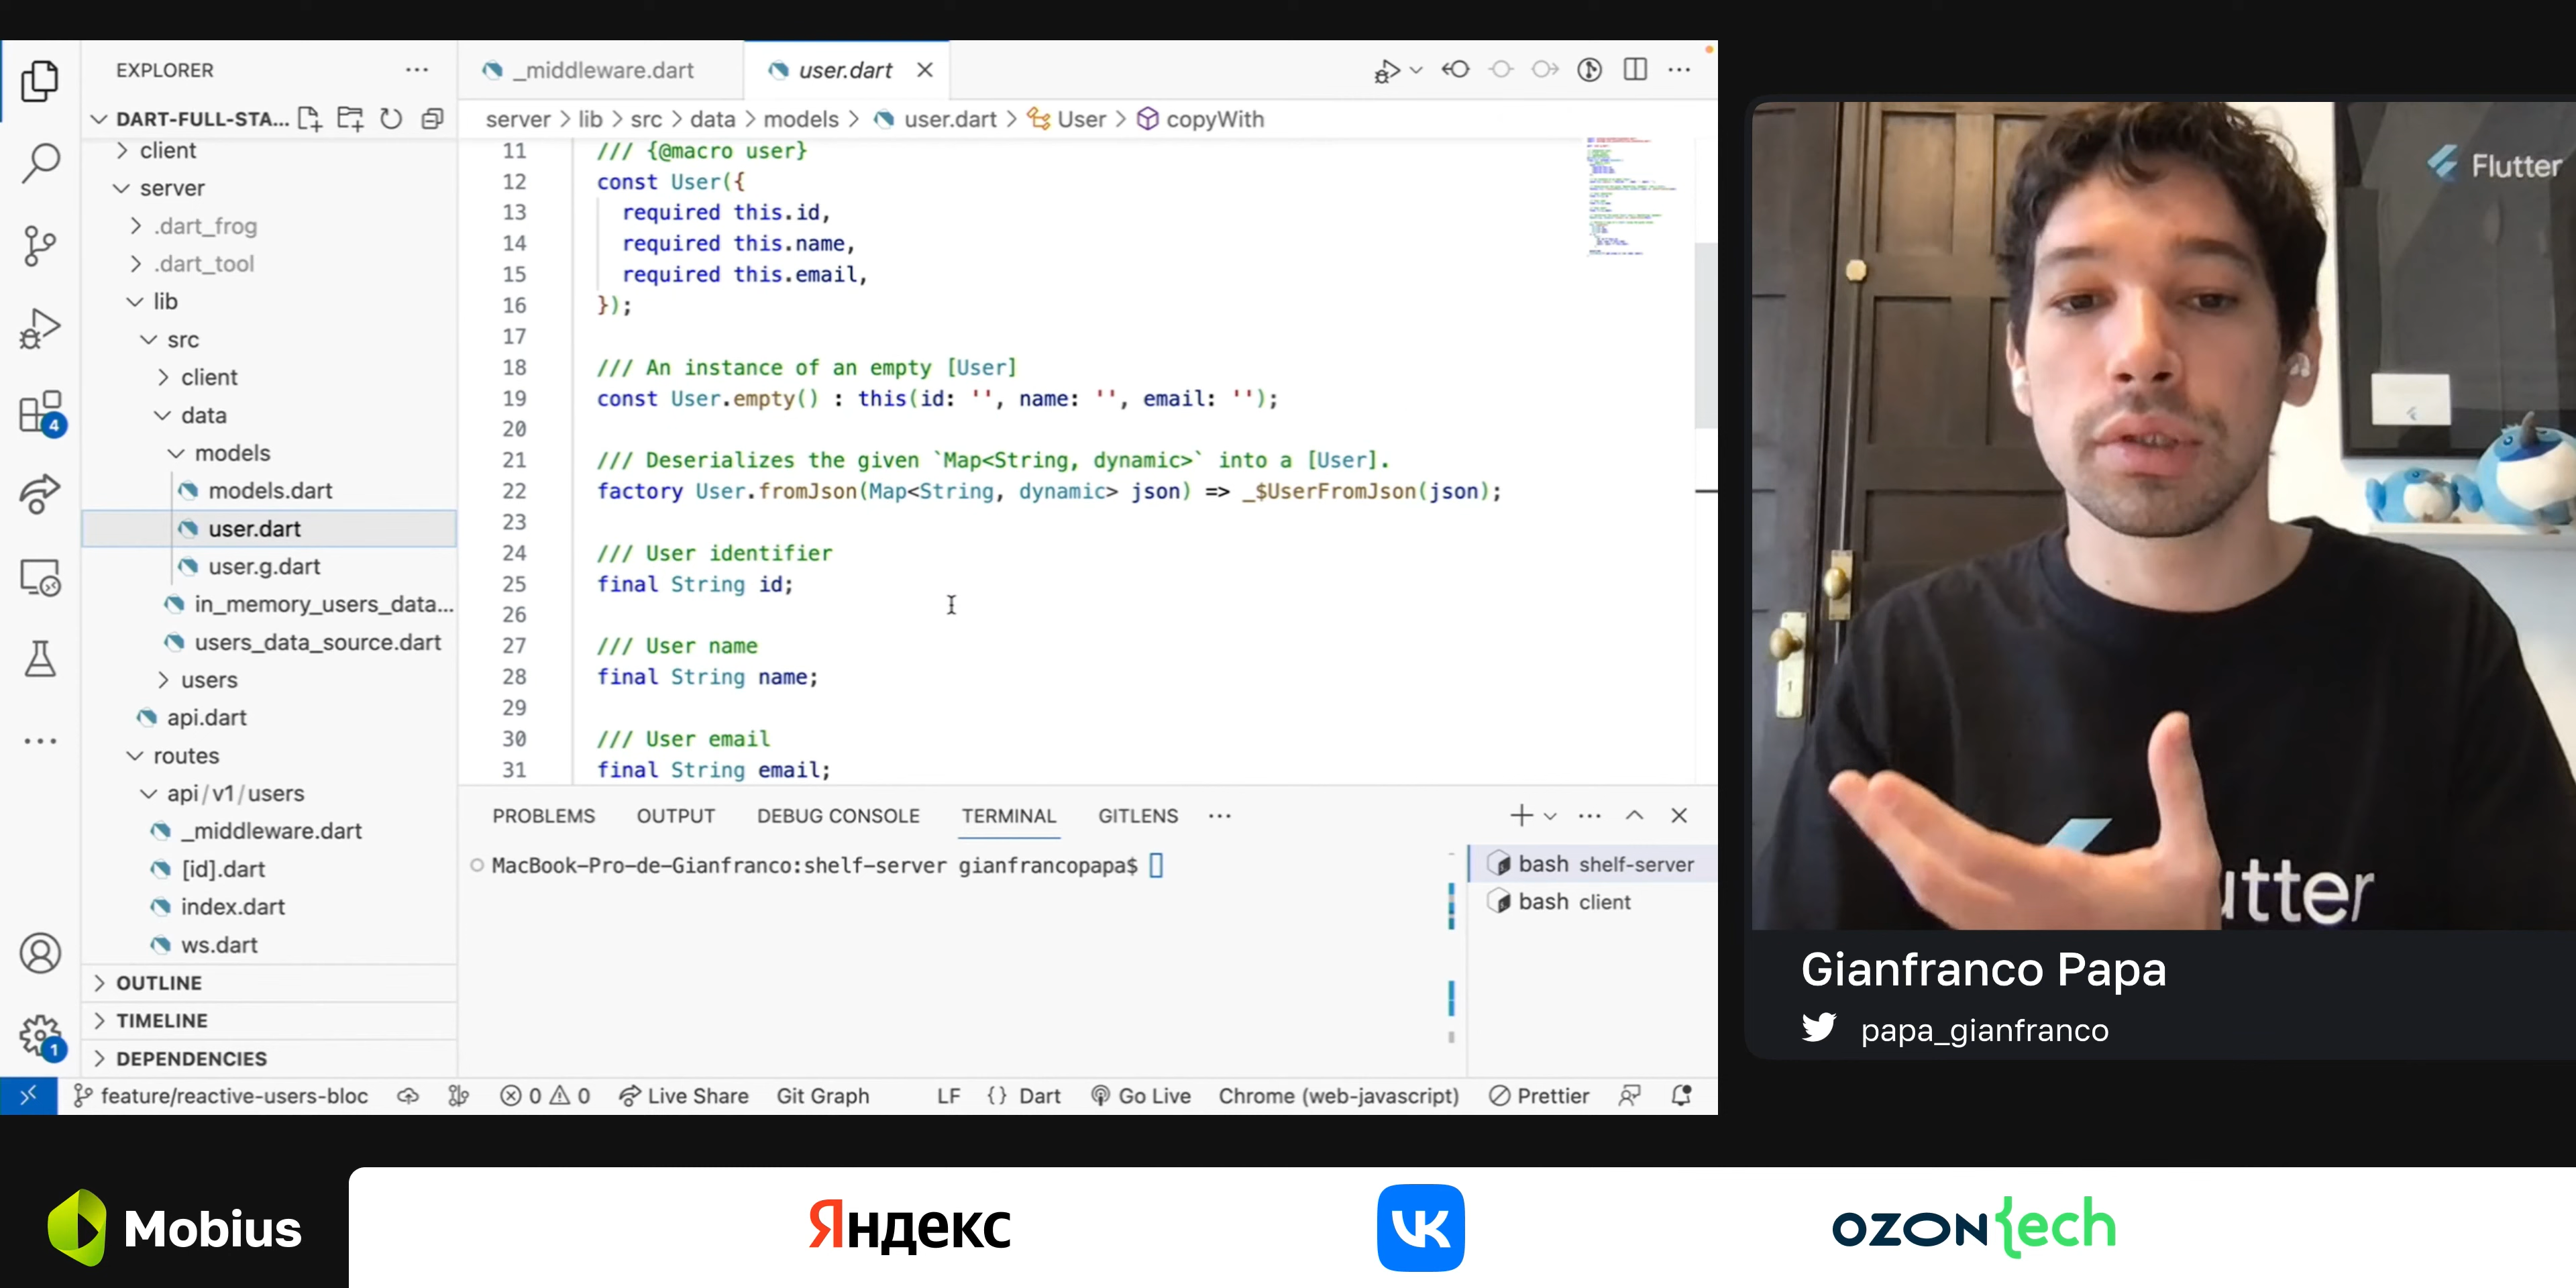 EXPLORER
DART-FULL-STA...
client
server
.dart_frog
.dart_tool
lib
src
client
data
models
models.dart
user.dart
user.g.dart
in_memory_users_data...
users_data_source.dart
users
api.dart
routes
api/v1/users
_middleware.dart
[id].dart
index.dart
ws.dart
OUTLINE
TIMELINE
DEPENDENCIES
4
1
_middleware.dart
user.dart
server > lib > src > data > models > user.dart > User > copyWith
11 /// {@macro user}
12 const User({
13 required this.id,
14 required this.name,
15 required this.email,
16 });
17
18 /// An instance of an empty [User]
19 const User.empty() : this(id: '', name: '', email: '');
20
21 /// Deserializes the given `Map<String, dynamic>` into a [User].
22 factory User.fromJson(Map<String, dynamic> json) => _$UserFromJson(json);
23
24 /// User identifier
25 final String id;
26
27 /// User name
28 final String name;
29
30 /// User email
31 final String email;
PROBLEMS OUTPUT DEBUG CONSOLE TERMINAL GITLENS
MacBook-Pro-de-Gianfranco:shelf-server gianfrancopapa$
bash shelf-server
bash client
feature/reactive-users-bloc 0 0 Live Share Git Graph LF {} Dart Go Live Chrome (web-javascript) Prettier
Flutter
utter
Gianfranco Papa
papa_gianfranco
Mobius
Яндекс
VK
ozon{ech